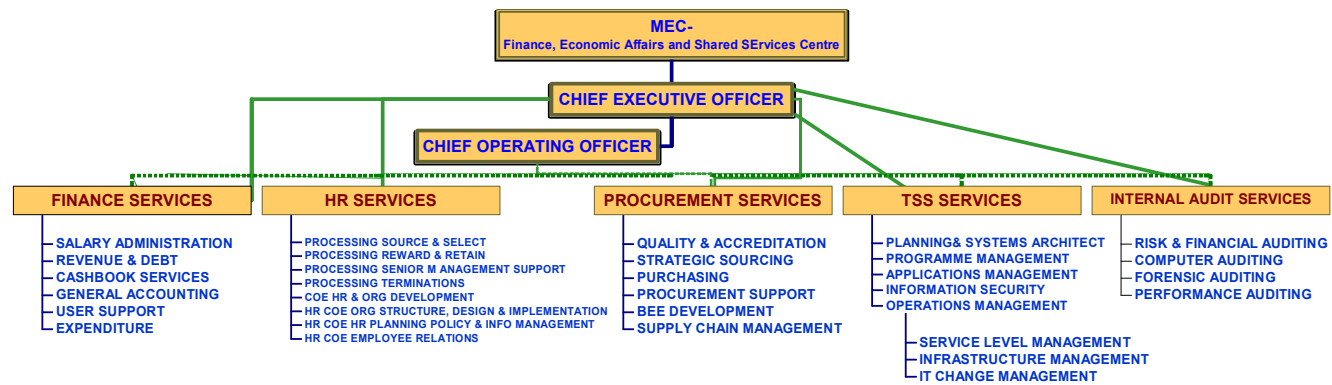 MEC-
Finance, Economic Affairs and Shared SErvices Centre
CHIEF EXECUTIVE OFFICER
CHIEF OPERATING OFFICER
FINANCE SERVICES
SALARY ADMINISTRATION
REVENUE & DEBT
CASHBOOK SERVICES
GENERAL ACCOUNTING
USER SUPPORT
EXPENDITURE
HR SERVICES
PROCESSING SOURCE & SELECT
PROCESSING REWARD & RETAIN
PROCESSING SENIOR M ANAGEMENT SUPPORT
PROCESSING TERMINATIONS
COE HR & ORG DEVELOPMENT
HR COE ORG STRUCTURE, DESIGN & IMPLEMENTATION
HR COE HR PLANNING POLICY & INFO MANAGEMENT
HR COE EMPLOYEE RELATIONS
PROCUREMENT SERVICES
QUALITY & ACCREDITATION
STRATEGIC SOURCING
PURCHASING
PROCUREMENT SUPPORT
BEE DEVELOPMENT
SUPPLY CHAIN MANAGEMENT
TSS SERVICES
PLANNING& SYSTEMS ARCHITECT
PROGRAMME MANAGEMENT
APPLICATIONS MANAGEMENT
INFORMATION SECURITY
OPERATIONS MANAGEMENT
SERVICE LEVEL MANAGEMENT
INFRASTRUCTURE MANAGEMENT
IT CHANGE MANAGEMENT
INTERNAL AUDIT SERVICES
RISK & FINANCIAL AUDITING
COMPUTER AUDITING
FORENSIC AUDITING
PERFORMANCE AUDITING